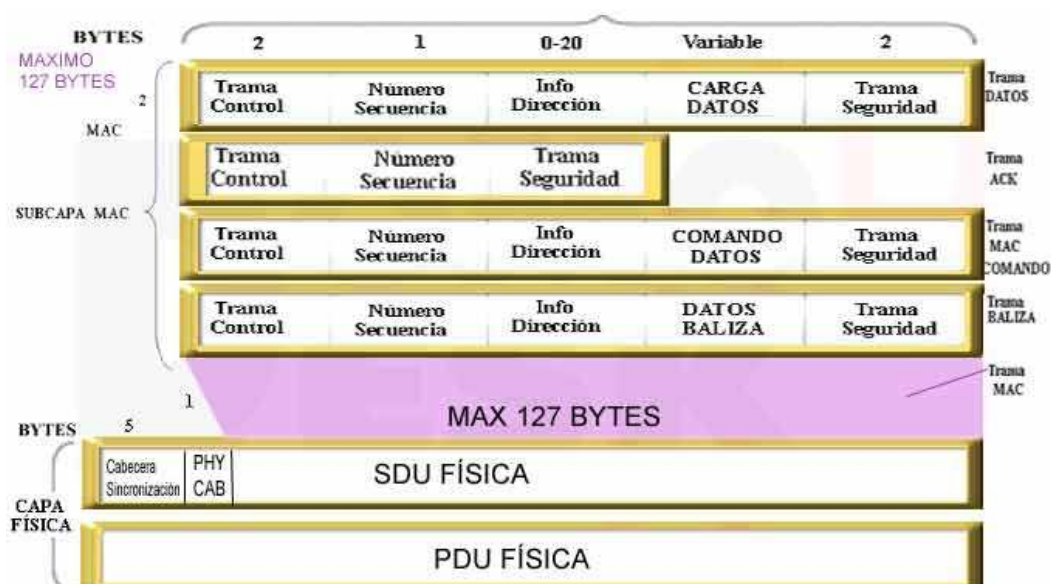 BYTES 2 1 0-20 Variable 2
MAXIMO
127 BYTES
2
MAC
SUBCAPA MAC
Trama Control Número Secuencia Info Dirección CARGA DATOS Trama Seguridad
Trama DATOS
Trama Control Número Secuencia Trama Seguridad
Trama ACK
Trama Control Número Secuencia Info Dirección COMANDO DATOS Trama Seguridad
Trama MAC COMANDO
Trama Control Número Secuencia Info Dirección DATOS BALIZA Trama Seguridad
Trama BALIZA
Trama MAC
1
MAX 127 BYTES
BYTES 5
Cabecera Sincronización PHY CAB SDU FÍSICA
CAPA FÍSICA
PDU FÍSICA